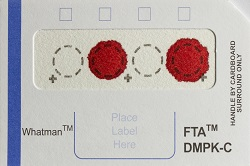 Whatman™
Place
Label
Here
FTA™
DMPK-C
HANDLE BY CARDBOARD
SURROUND ONLY